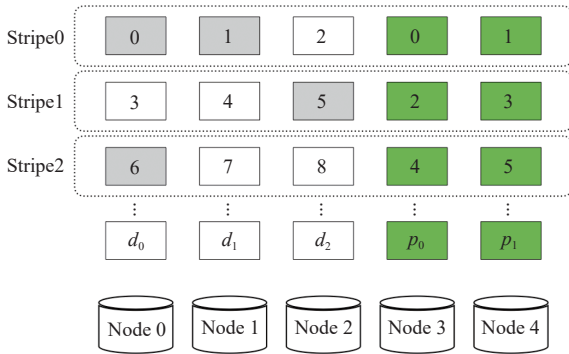 Stripe0 0 1 2 0 1
Stripe1 3 4 5 2 3
Stripe2 6 7 8 4 5
⋮ ⋮ ⋮ ⋮ ⋮
d₀ d₁ d₂ p₀ p₁
Node 0 Node 1 Node 2 Node 3 Node 4